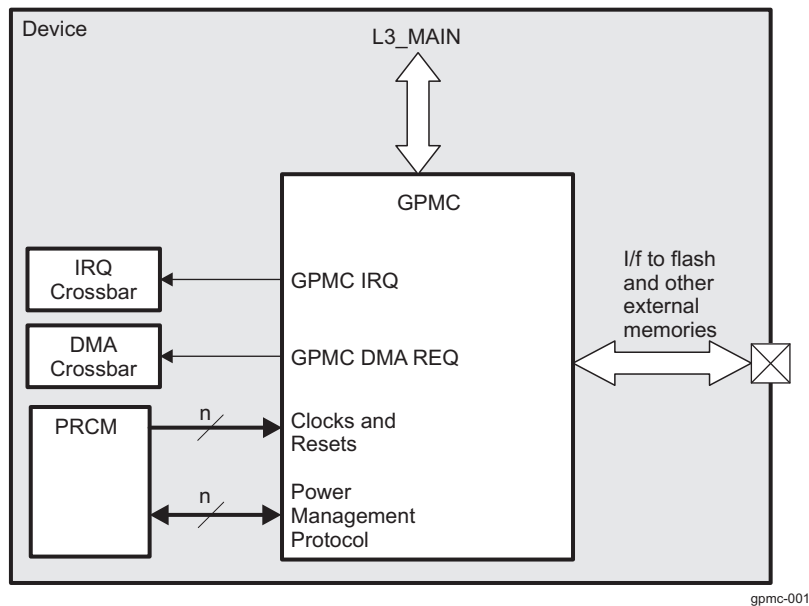 Device
L3_MAIN
GPMC
IRQ
Crossbar
GPMC IRQ
I/f to flash
and other
external
memories
DMA
Crossbar
GPMC DMA REQ
PRCM
n
Clocks and
Resets
n
Power
Management
Protocol
gpmc-001